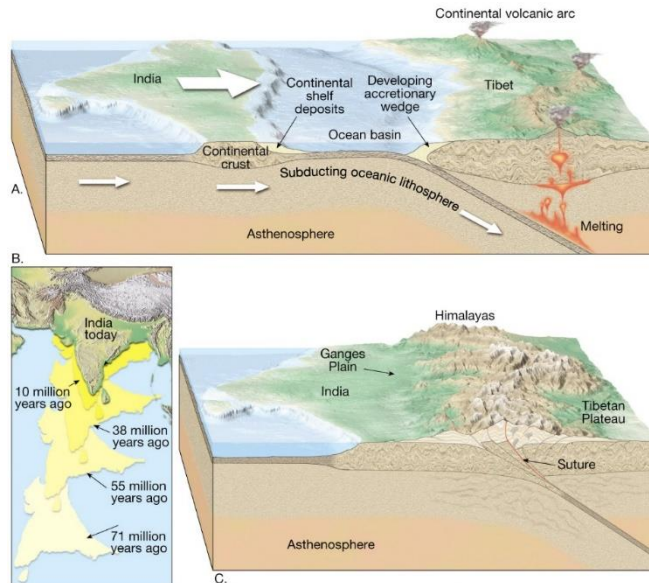 Continental volcanic arc
India
Continental
shelf
deposits
Developing
accretionary
wedge
Tibet
Ocean basin
Continental
crust
Subducting oceanic lithosphere
A.
Asthenosphere
Melting
B.
India
today
10 million
years ago
38 million
years ago
55 million
years ago
71 million
years ago
Himalayas
Ganges
Plain
India
Tibetan
Plateau
Suture
Asthenosphere
C.